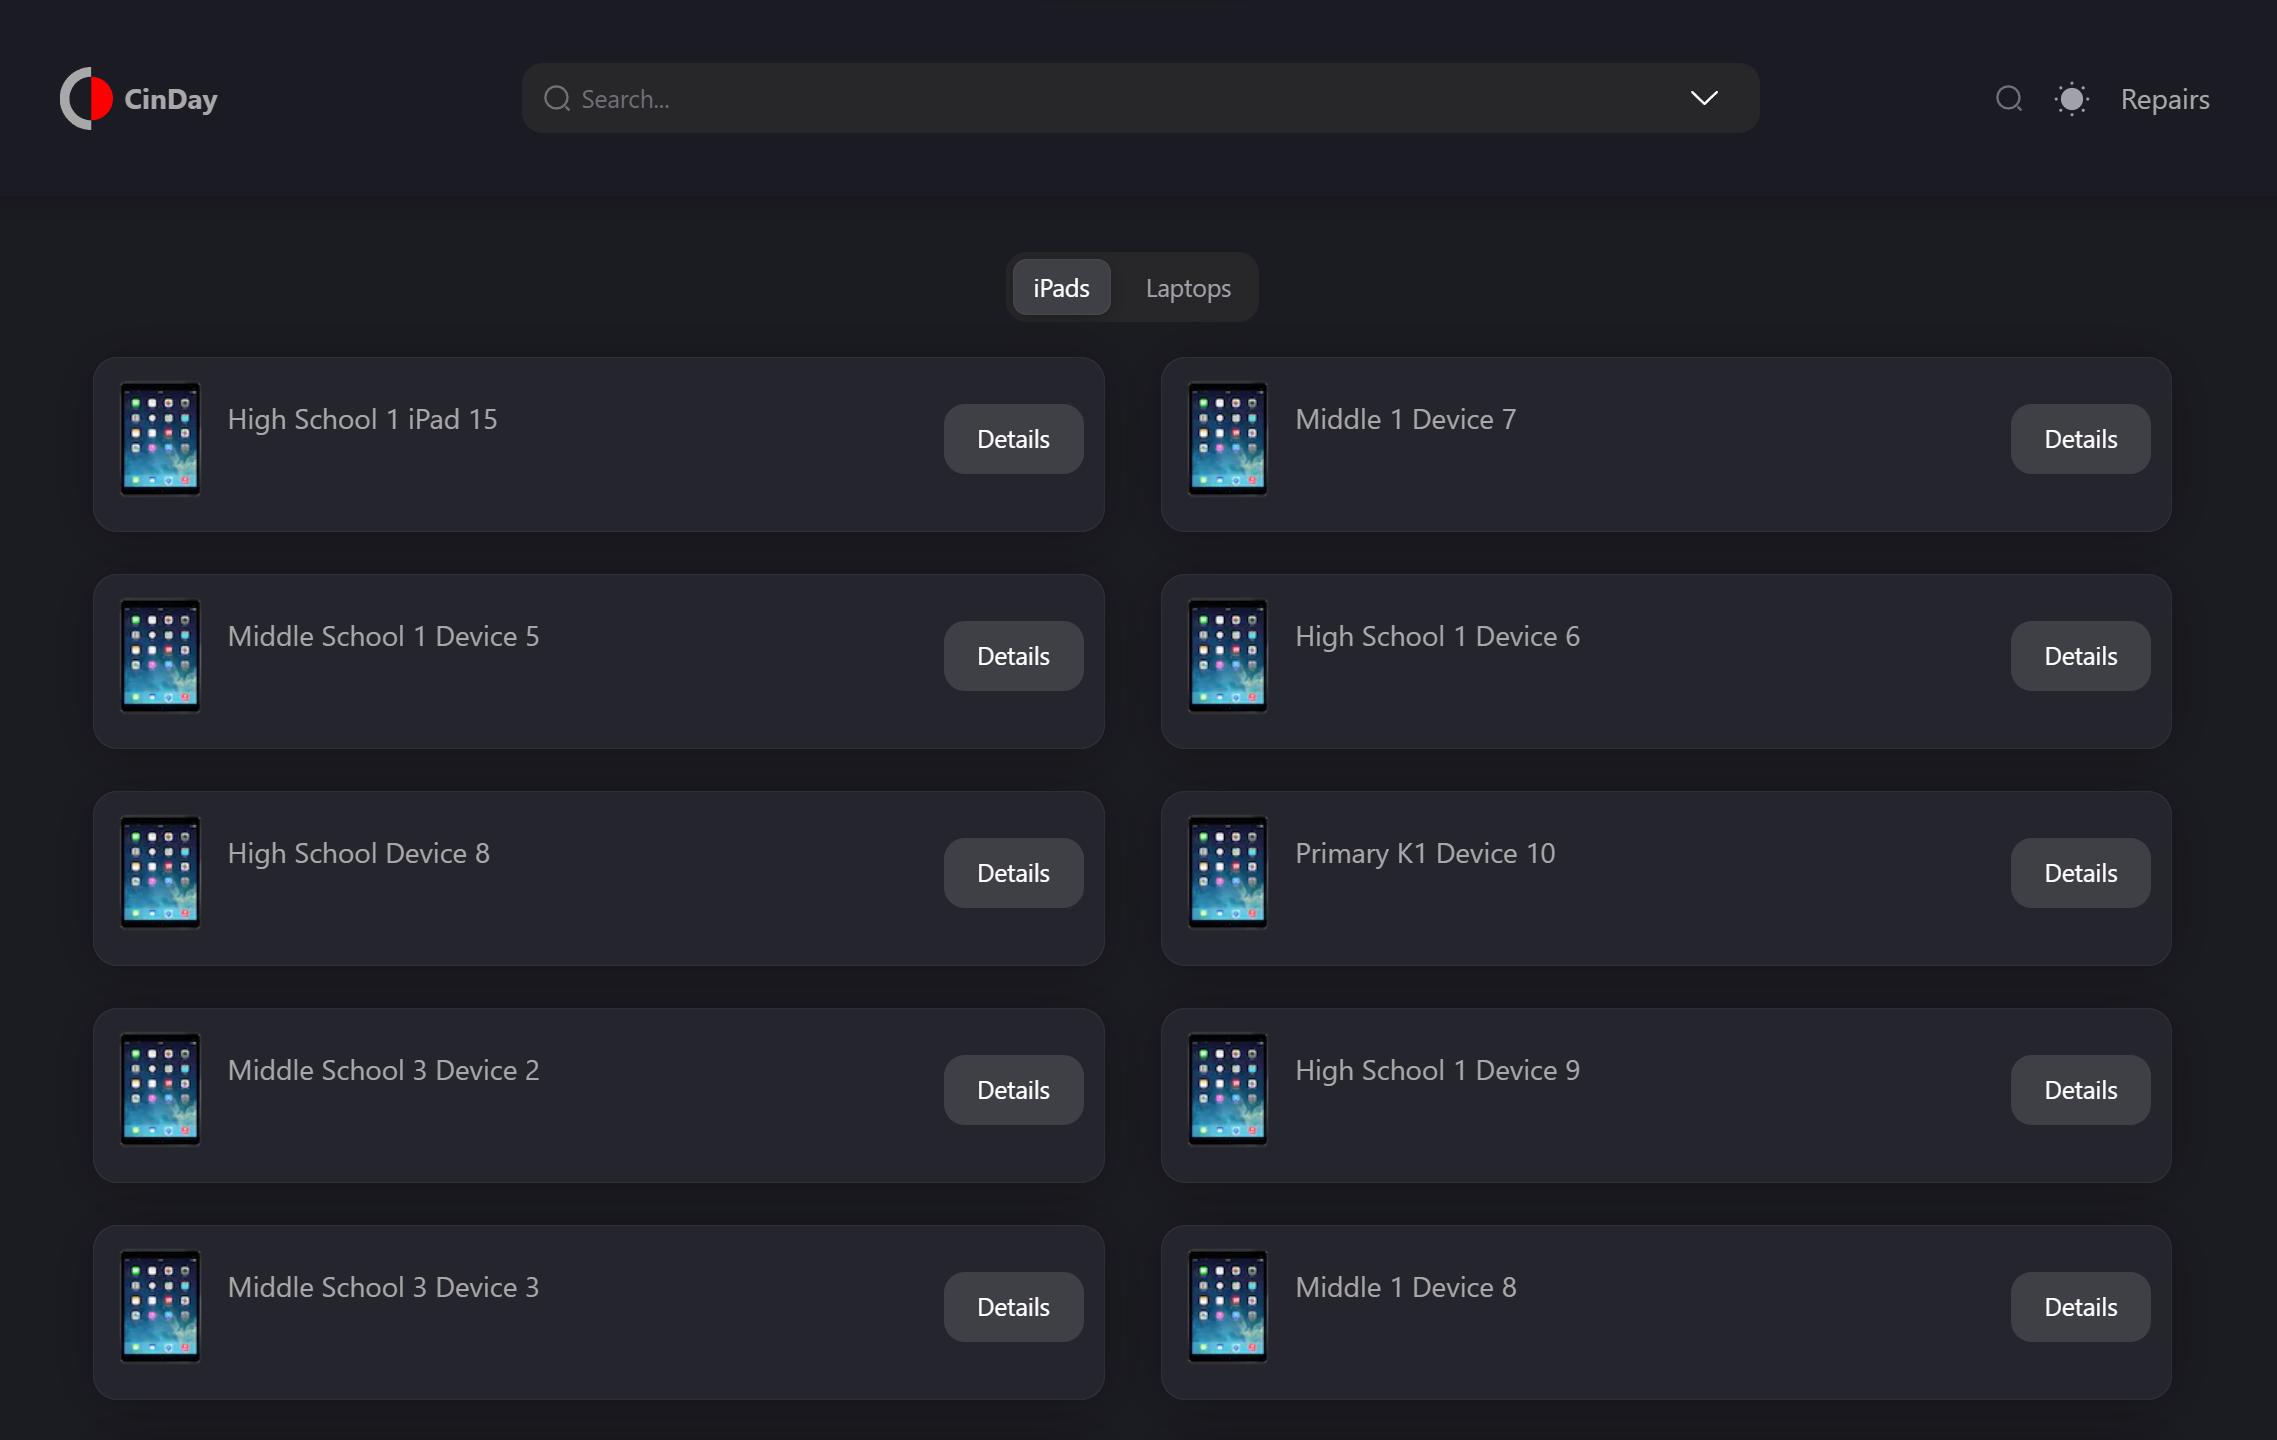 CinDay
Search...
Repairs
iPads
Laptops
High School 1 iPad 15
Details
Middle 1 Device 7
Details
Middle School 1 Device 5
Details
High School 1 Device 6
Details
High School Device 8
Details
Primary K1 Device 10
Details
Middle School 3 Device 2
Details
High School 1 Device 9
Details
Middle School 3 Device 3
Details
Middle 1 Device 8
Details